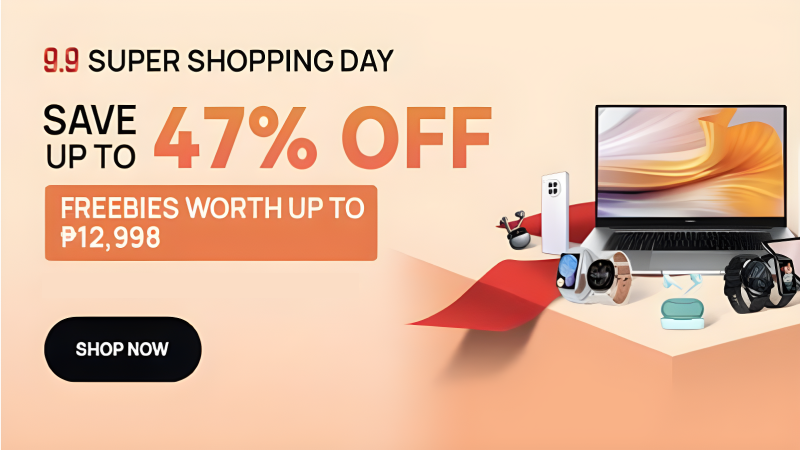 9.9 SUPER SHOPPING DAY
SAVE
UP TO
47% OFF
FREEBIES WORTH UP TO
₱12,998
SHOP NOW